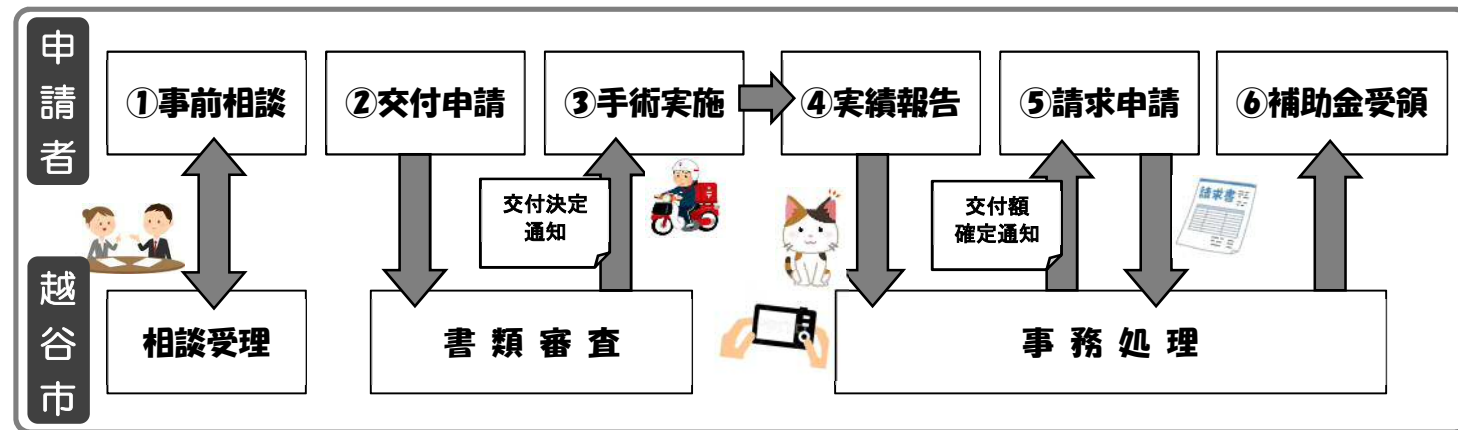 申請者
①事前相談
②交付申請
③手術実施
④実績報告
⑤請求申請
⑥補助金受領
交付決定
通知
交付額
確定通知
請求書
越谷市
相談受理
書類審査
事務処理